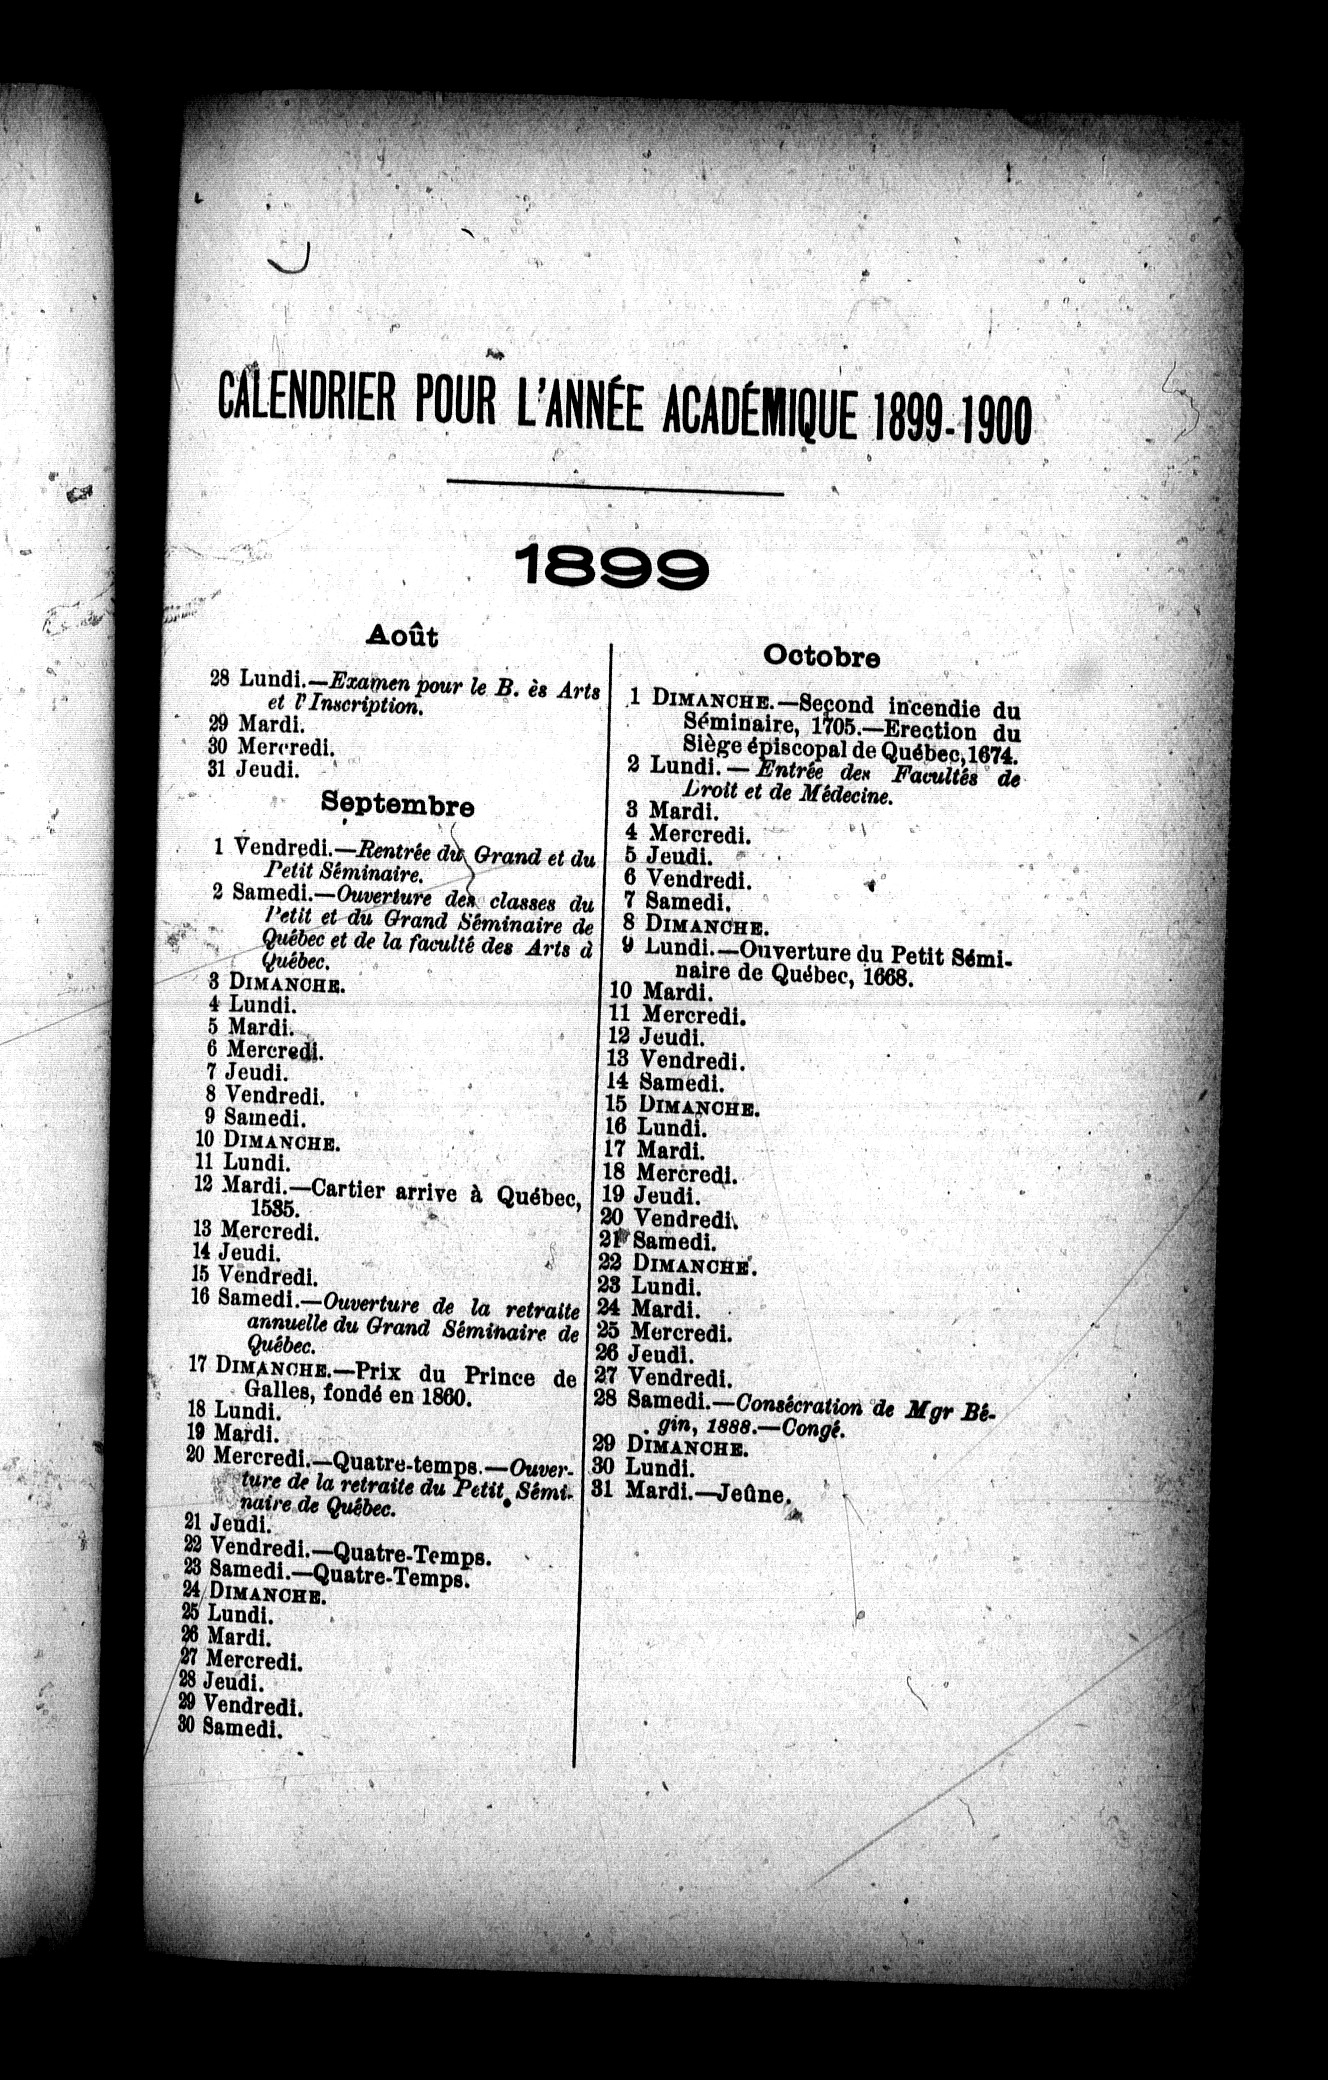 CALENDRIER POUR L'ANNÉE ACADÉMIQUE 1899-1900
1899
Août
28 Lundi.—Examen pour le B. ès Arts
et l'Inscription.
29 Mardi.
30 Mercredi.
31 Jeudi.
Septembre
1 Vendredi.—Rentrée du Grand et du
Petit Séminaire.
2 Samedi.—Ouverture des classes du
Petit et du Grand Séminaire de
Québec et de la faculté des Arts à
Québec.
3 DIMANCHE.
4 Lundi.
5 Mardi.
6 Mercredi.
7 Jeudi.
8 Vendredi.
9 Samedi.
10 DIMANCHE.
11 Lundi.
12 Mardi.—Cartier arrive à Québec,
1535.
13 Mercredi.
14 Jeudi.
15 Vendredi.
16 Samedi.—Ouverture de la retraite
annuelle du Grand Séminaire de
Québec.
17 DIMANCHE.—Prix du Prince de
Galles, fondé en 1860.
18 Lundi.
19 Mardi.
20 Mercredi.—Quatre-temps.—Ouver-
ture de la retraite du Petit Sémi-
naire de Québec.
21 Jeudi.
22 Vendredi.—Quatre-Temps.
23 Samedi.—Quatre-Temps.
24 DIMANCHE.
25 Lundi.
26 Mardi.
27 Mercredi.
28 Jeudi.
29 Vendredi.
30 Samedi.
Octobre
1 DIMANCHE.—Second incendie du
Séminaire, 1705.—Erection du
Siège épiscopal de Québec, 1674.
2 Lundi.—Entrée des Facultés de
Droit et de Médecine.
3 Mardi.
4 Mercredi.
5 Jeudi.
6 Vendredi.
7 Samedi.
8 DIMANCHE.
9 Lundi.—Ouverture du Petit Sémi-
naire de Québec, 1668.
10 Mardi.
11 Mercredi.
12 Jeudi.
13 Vendredi.
14 Samedi.
15 DIMANCHE.
16 Lundi.
17 Mardi.
18 Mercredi.
19 Jeudi.
20 Vendredi.
21 Samedi.
22 DIMANCHE.
23 Lundi.
24 Mardi.
25 Mercredi.
26 Jeudi.
27 Vendredi.
28 Samedi.—Consécration de Mgr Bé-
gin, 1888.—Congé.
29 DIMANCHE.
30 Lundi.
31 Mardi.—Jeûne.